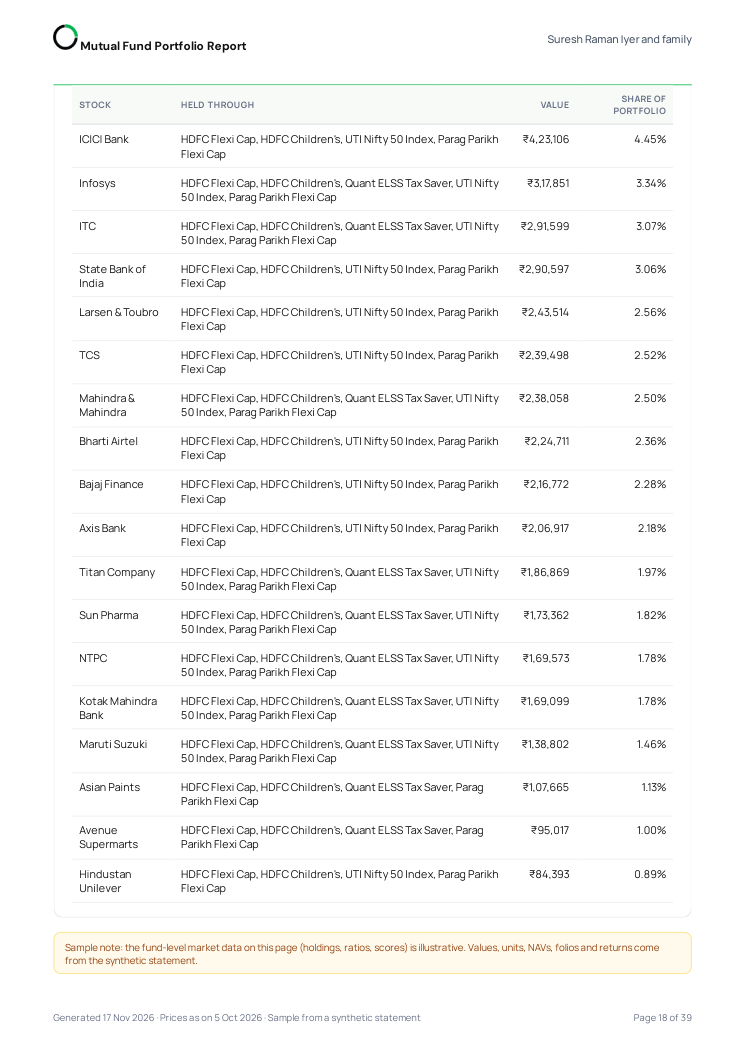 Mutual Fund Portfolio Report
Suresh Raman Iyer and family
STOCK HELD THROUGH VALUE SHARE OF PORTFOLIO
ICICI Bank HDFC Flexi Cap, HDFC Children's, UTI Nifty 50 Index, Parag Parikh ₹4,23,106 4.45%
Flexi Cap
Infosys HDFC Flexi Cap, HDFC Children's, Quant ELSS Tax Saver, UTI Nifty ₹3,17,851 3.34%
50 Index, Parag Parikh Flexi Cap
ITC HDFC Flexi Cap, HDFC Children's, Quant ELSS Tax Saver, UTI Nifty ₹2,91,599 3.07%
50 Index, Parag Parikh Flexi Cap
State Bank of HDFC Flexi Cap, HDFC Children's, UTI Nifty 50 Index, Parag Parikh ₹2,90,597 3.06%
India Flexi Cap
Larsen & Toubro HDFC Flexi Cap, HDFC Children's, UTI Nifty 50 Index, Parag Parikh ₹2,43,514 2.56%
Flexi Cap
TCS HDFC Flexi Cap, HDFC Children's, UTI Nifty 50 Index, Parag Parikh ₹2,39,498 2.52%
Flexi Cap
Mahindra & HDFC Flexi Cap, HDFC Children's, Quant ELSS Tax Saver, UTI Nifty ₹2,38,058 2.50%
Mahindra 50 Index, Parag Parikh Flexi Cap
Bharti Airtel HDFC Flexi Cap, HDFC Children's, UTI Nifty 50 Index, Parag Parikh ₹2,24,711 2.36%
Flexi Cap
Bajaj Finance HDFC Flexi Cap, HDFC Children's, UTI Nifty 50 Index, Parag Parikh ₹2,16,772 2.28%
Flexi Cap
Axis Bank HDFC Flexi Cap, HDFC Children's, UTI Nifty 50 Index, Parag Parikh ₹2,06,917 2.18%
Flexi Cap
Titan Company HDFC Flexi Cap, HDFC Children's, Quant ELSS Tax Saver, UTI Nifty ₹1,86,869 1.97%
50 Index, Parag Parikh Flexi Cap
Sun Pharma HDFC Flexi Cap, HDFC Children's, Quant ELSS Tax Saver, UTI Nifty ₹1,73,362 1.82%
50 Index, Parag Parikh Flexi Cap
NTPC HDFC Flexi Cap, HDFC Children's, Quant ELSS Tax Saver, UTI Nifty ₹1,69,573 1.78%
50 Index, Parag Parikh Flexi Cap
Kotak Mahindra HDFC Flexi Cap, HDFC Children's, Quant ELSS Tax Saver, UTI Nifty ₹1,69,099 1.78%
Bank 50 Index, Parag Parikh Flexi Cap
Maruti Suzuki HDFC Flexi Cap, HDFC Children's, Quant ELSS Tax Saver, UTI Nifty ₹1,38,802 1.46%
50 Index, Parag Parikh Flexi Cap
Asian Paints HDFC Flexi Cap, HDFC Children's, Quant ELSS Tax Saver, Parag ₹1,07,665 1.13%
Parikh Flexi Cap
Avenue HDFC Flexi Cap, HDFC Children's, Quant ELSS Tax Saver, Parag ₹95,017 1.00%
Supermarts Parikh Flexi Cap
Hindustan HDFC Flexi Cap, HDFC Children's, UTI Nifty 50 Index, Parag Parikh ₹84,393 0.89%
Unilever Flexi Cap
Sample note: the fund-level market data on this page (holdings, ratios, scores) is illustrative. Values, units, NAVs, folios and returns come
from the synthetic statement.
Generated 17 Nov 2026 · Prices as on 5 Oct 2026 · Sample from a synthetic statement
Page 18 of 39